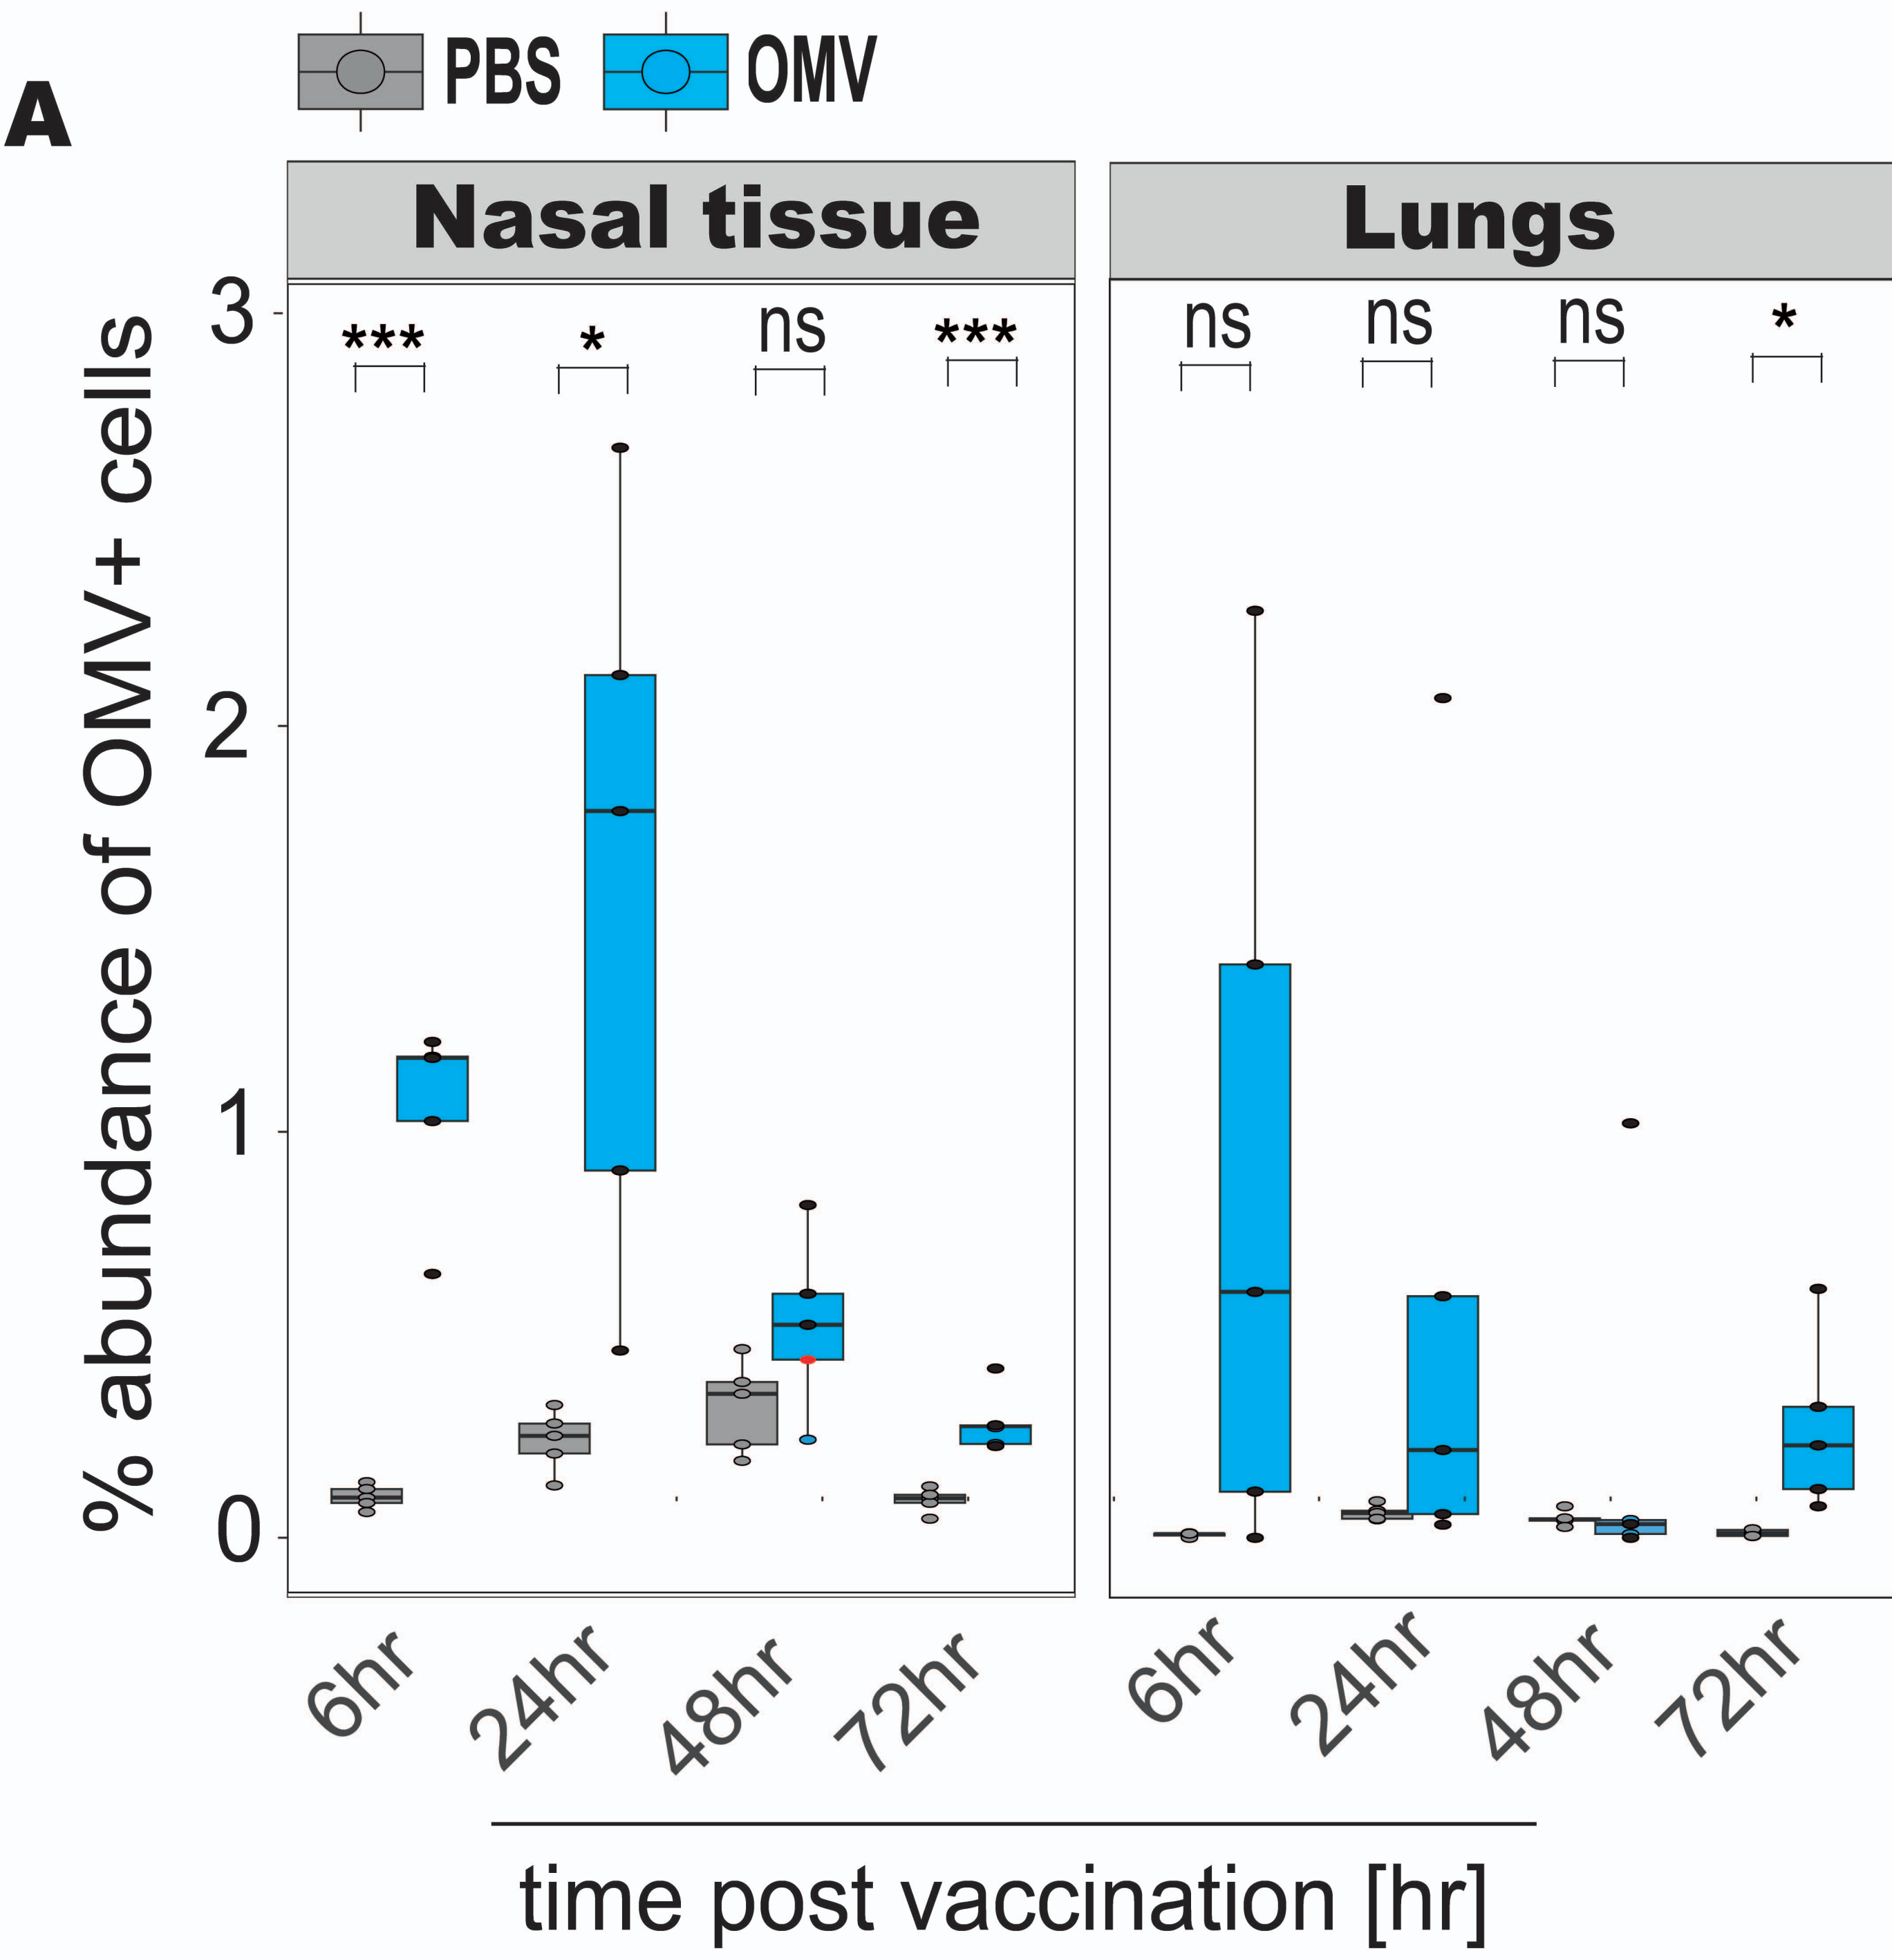 PBS OMV
A
Nasal tissue Lungs
*** * ns *** ns ns ns *
% abundance of OMV+ cells
3
2
1
0
6hr 24hr 48hr 72hr 6hr 24hr 48hr 72hr
time post vaccination [hr]